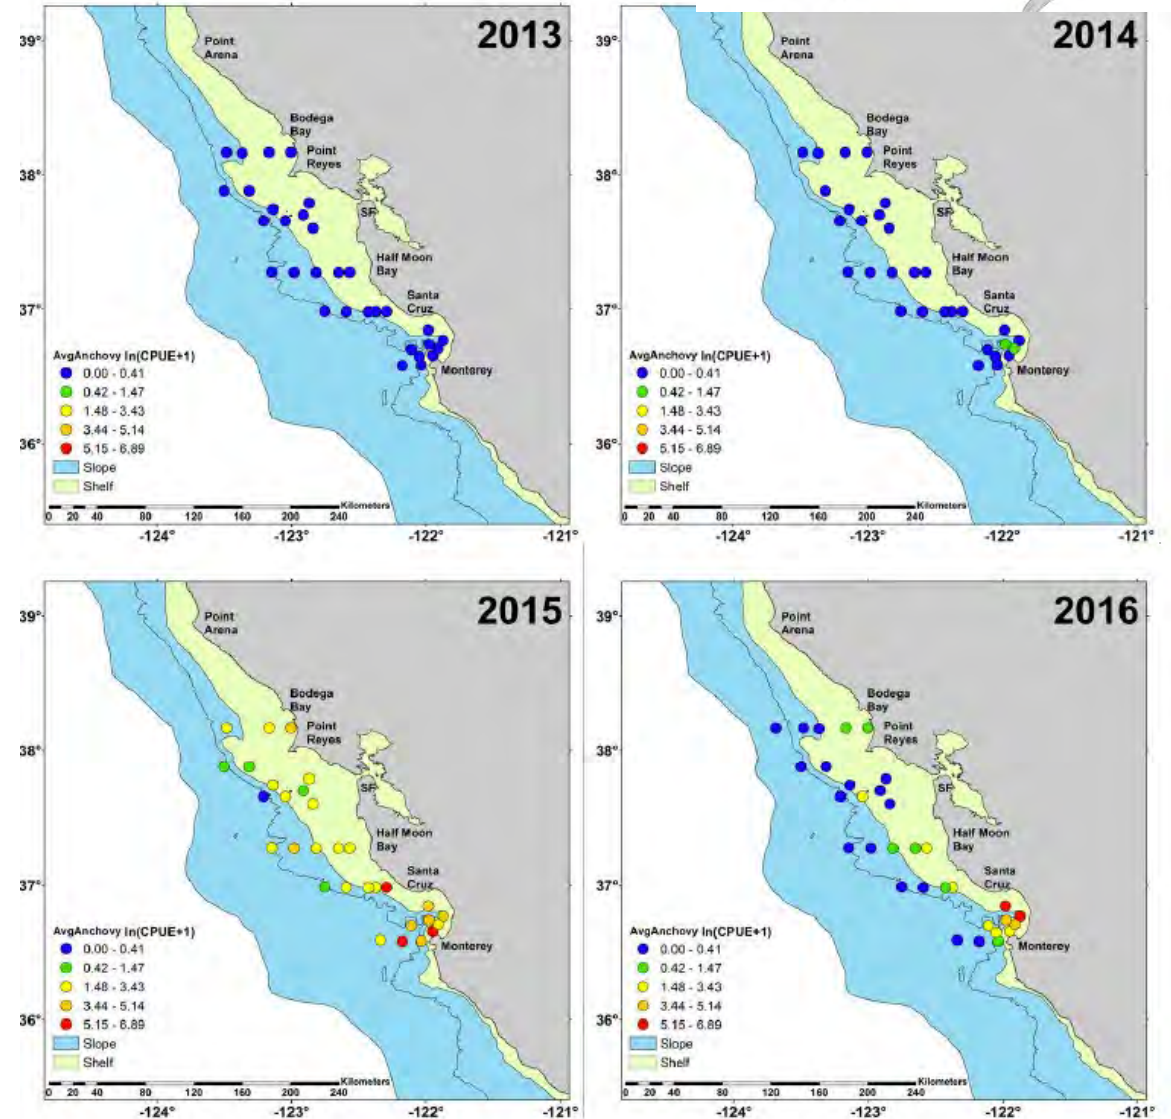 2013
39°
38°
37°
36°
Point
Arena
Bodega
Bay
Point
Reyes
SF
Half Moon
Bay
Santa
Cruz
Monterey
AvgAnchovy ln(CPUE+1)
0.00 - 0.41
0.42 - 1.47
1.48 - 3.43
3.44 - 5.14
5.15 - 6.89
Slope
Shelf
Kilometers
0 20 40 80 120 160 200 240
-124° -123° -122° -121°
2014
39°
38°
37°
36°
Point
Arena
Bodega
Bay
Point
Reyes
SF
Half Moon
Bay
Santa
Cruz
Monterey
AvgAnchovy ln(CPUE+1)
0.00 - 0.41
0.42 - 1.47
1.48 - 3.43
3.44 - 5.14
5.15 - 6.89
Slope
Shelf
Kilometers
0 20 40 80 120 160 200 240
-124° -123° -122° -121°
2015
39°
38°
37°
36°
Point
Arena
Bodega
Bay
Point
Reyes
SF
Half Moon
Bay
Santa
Cruz
Monterey
AvgAnchovy ln(CPUE+1)
0.00 - 0.41
0.42 - 1.47
1.48 - 3.43
3.44 - 5.14
5.15 - 6.89
Slope
Shelf
Kilometers
0 20 40 80 120 160 200 240
-124° -123° -122° -121°
2016
39°
38°
37°
36°
Point
Arena
Bodega
Bay
Point
Reyes
SF
Half Moon
Bay
Santa
Cruz
Monterey
AvgAnchovy ln(CPUE+1)
0.00 - 0.41
0.42 - 1.47
1.48 - 3.43
3.44 - 5.14
5.15 - 6.89
Slope
Shelf
Kilometers
0 20 40 80 120 160 200 240
-124° -123° -122° -121°